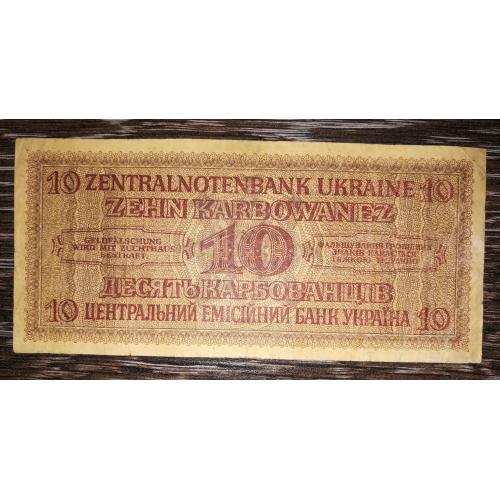 10 ZENTRALNOTENBANK UKRAINE 10
ZEHN KARBOWANEZ
GELDFÄLSCHUNG
WIRD MIT ZUCHTHAUS
BESTRAFT
10
ФАЛЬШУВАННЯ ГРОШЕВИХ
ЗНАКІВ КАРАЄТЬСЯ
ТЯЖКОЮ ТЮРМОЮ
ДЕСЯТЬ КАРБОВАНЦІВ
10 ЦЕНТРАЛЬНИЙ ЕМІСІЙНИЙ БАНК УКРАЇНА 10